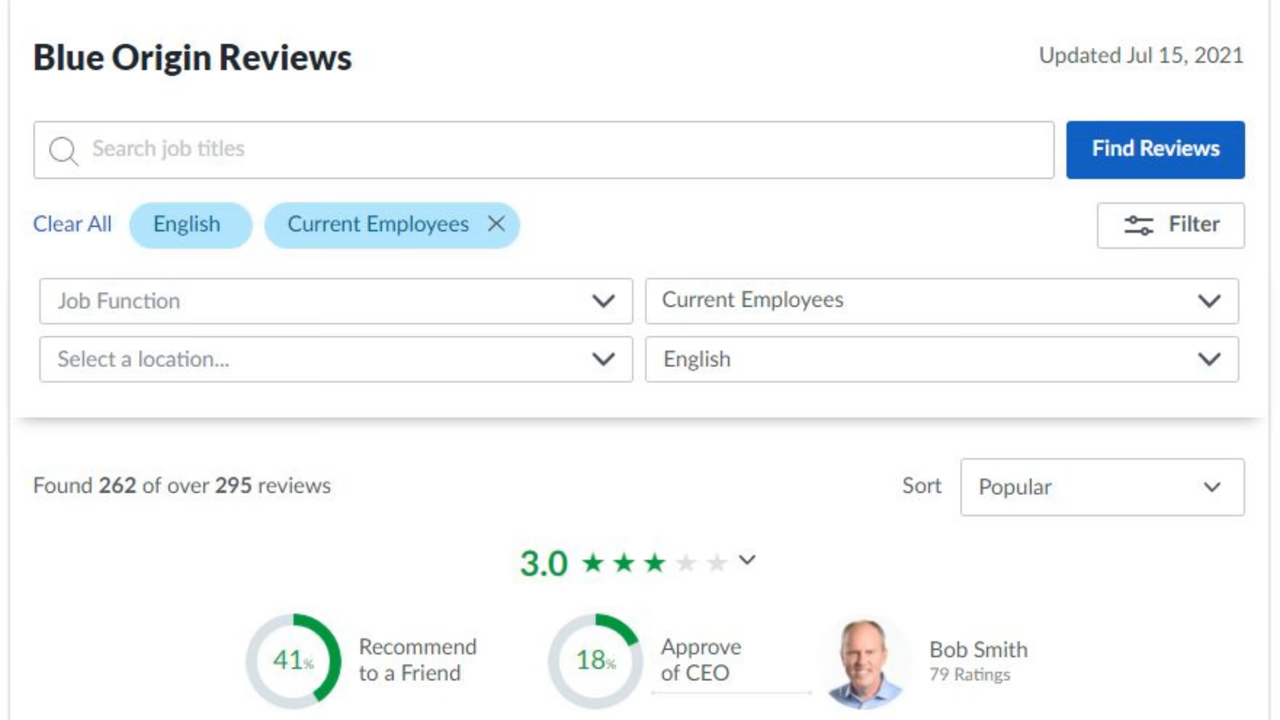 Blue Origin Reviews
Updated Jul 15, 2021
Search job titles
Find Reviews
Clear All
English
Current Employees
Filter
Job Function
Current Employees
Select a location...
English
Found 262 of over 295 reviews
Sort
Popular
3.0
41%
Recommend
to a Friend
18%
Approve
of CEO
Bob Smith
79 Ratings